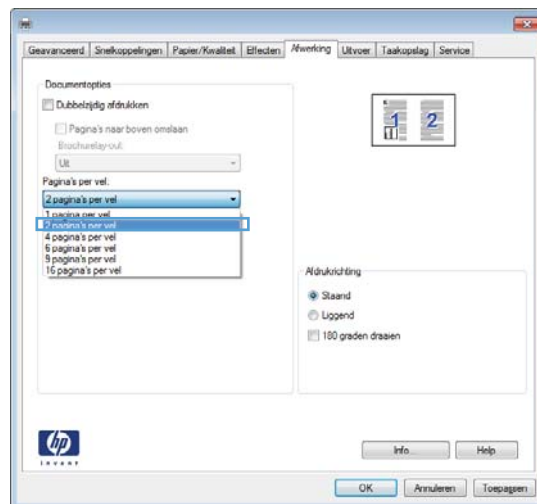 Geavanceerd Snelkoppelingen Papier/Kwaliteit Effecten Afwerking Uitvoer Taakopslag Service
Documentopties
Dubbelzijdig afdrukken
Pagina's naar boven omslaan
Brochurelay-out:
Uit
Pagina's per vel:
2 pagina's per vel
1 pagina per vel
2 pagina's per vel
4 pagina's per vel
6 pagina's per vel
9 pagina's per vel
16 pagina's per vel
1 2
Afdrukrichting
Staand
Liggend
180 graden draaien
hp
invent
Info... Help
OK Annuleren Toepassen